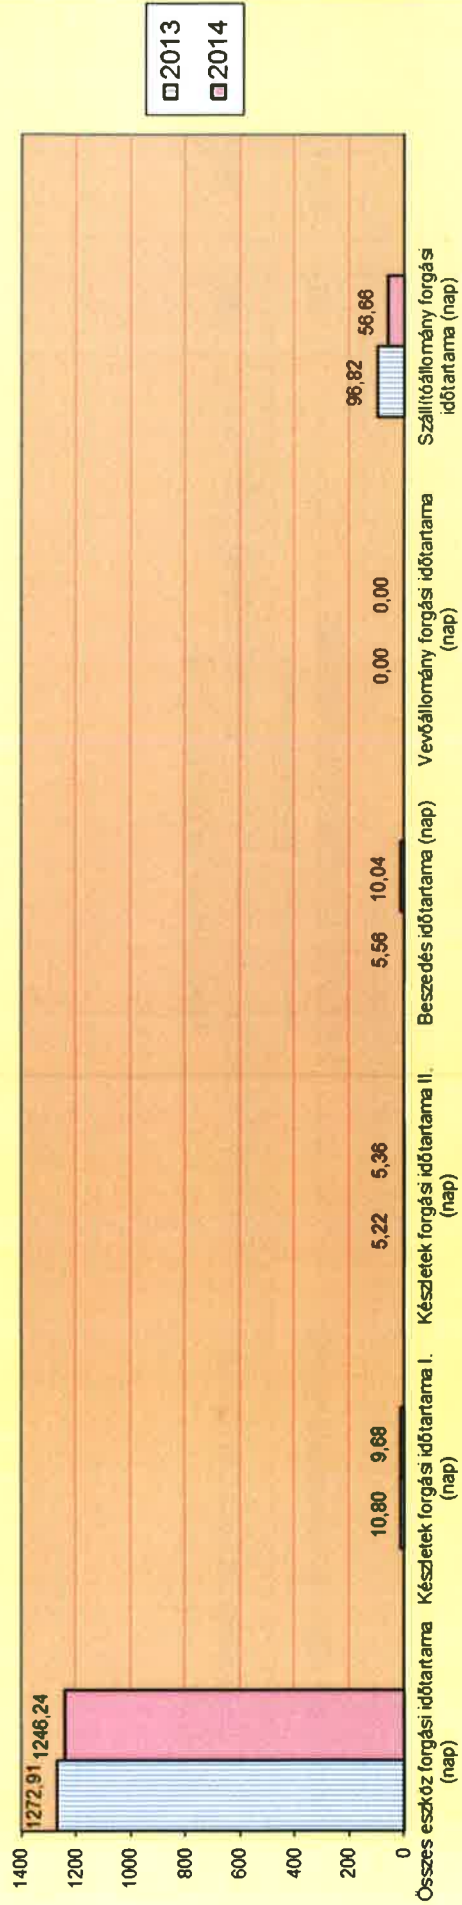 2013
2014
1400
1200
1000
800
600
400
200
0
1272,91
1246,24
10,80
9,68
5,22
5,36
5,56
10,04
0,00
0,00
96,82
56,66
Összes eszköz forgási időtartama
(nap)
Készletek forgási időtartama I.
(nap)
Készletek forgási időtartama II.
(nap)
Beszedés időtartama (nap)
Vevőállomány forgási időtartama
(nap)
Szállítóállomány forgási
időtartama (nap)